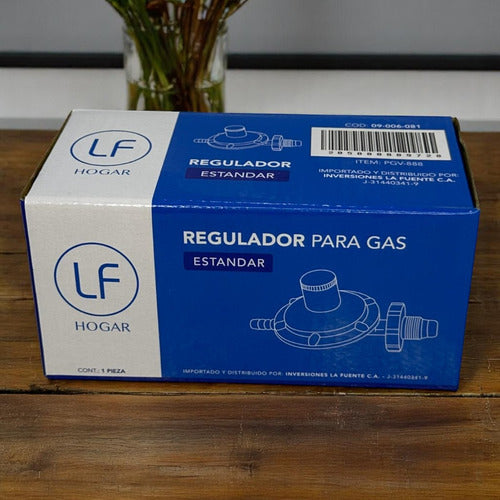 LF
HOGAR
REGULADOR
ESTANDAR
COD: 09-006-081
ITEM: PGV-888
IMPORTADO Y DISTRIBUIDO POR:
INVERSIONES LA FUENTE C.A.
J-31440341-9
LF
HOGAR
CONT.: 1 PIEZA
REGULADOR PARA GAS
ESTANDAR
IMPORTADO Y DISTRIBUIDO POR: INVERSIONES LA FUENTE C.A. - J-31440341-9